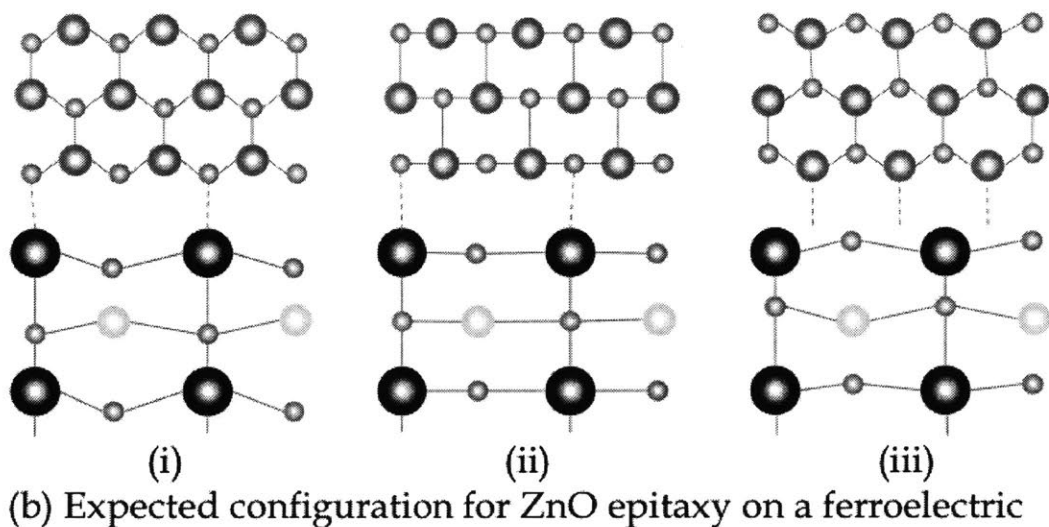 (i) (ii) (iii)
(b) Expected configuration for ZnO epitaxy on a ferroelectric